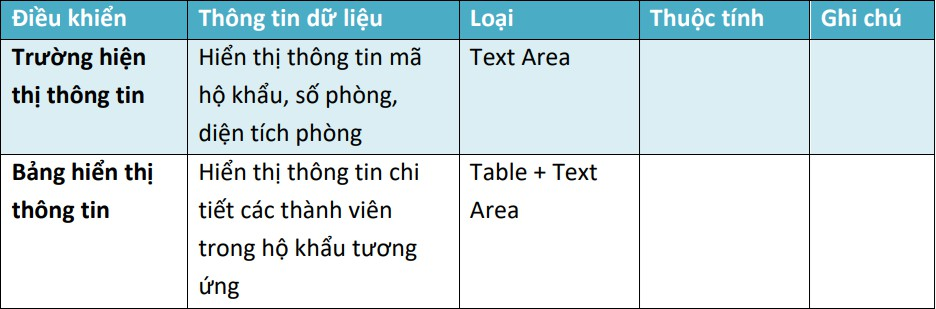 Điều khiển Thông tin dữ liệu Loại Thuộc tính Ghi chú
Trường hiện Hiển thị thông tin mã Text Area
thị thông tin hộ khẩu, số phòng,
diện tích phòng
Bảng hiển thị Hiển thị thông tin chi Table + Text
thông tin tiết các thành viên Area
trong hộ khẩu tương
ứng